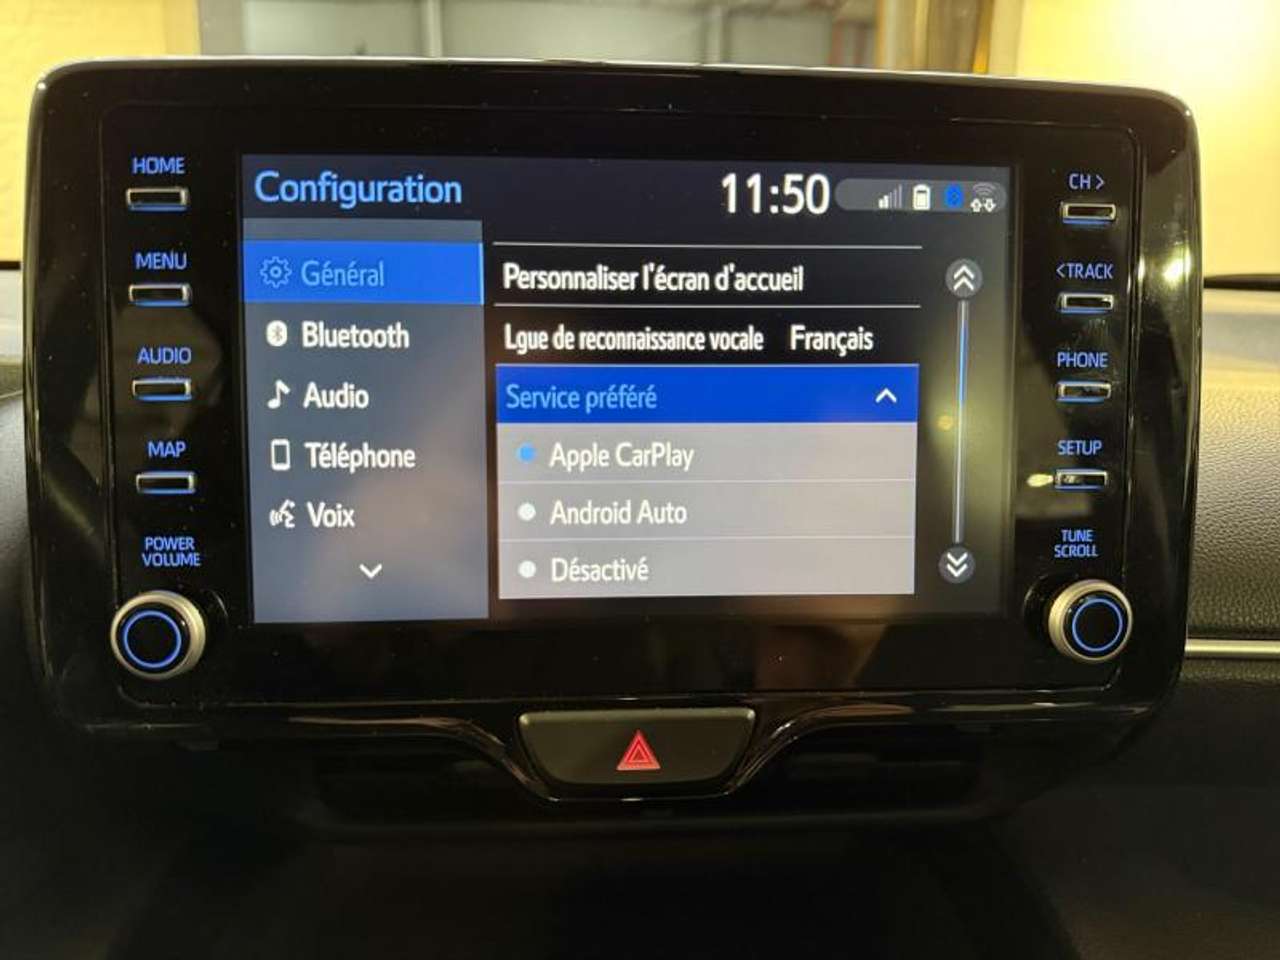 HOME
MENU
AUDIO
MAP
POWER
VOLUME
Configuration
11:50
Général
Bluetooth
Audio
Téléphone
Voix
Personnaliser l'écran d'accueil
Lgue de reconnaissance vocale Français
Service préféré
Apple CarPlay
Android Auto
Désactivé
CH >
<TRACK
PHONE
SETUP
TUNE
SCROLL